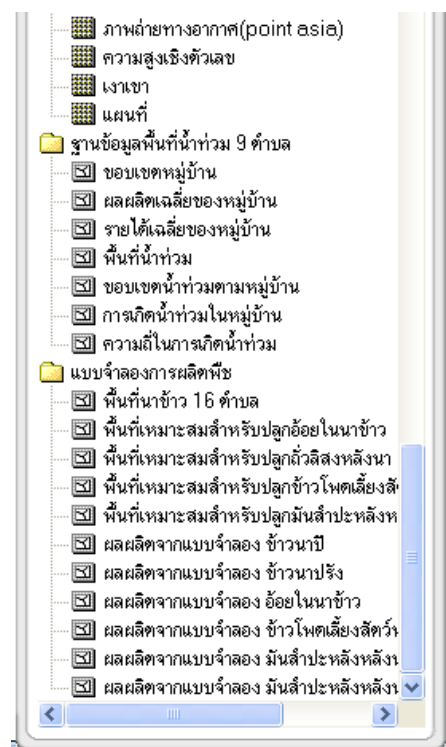 ภาพถ่ายทางอากาศ(point asia)
ความสูงเชิงตัวเลข
เงาเขา
แผนที่
ฐานข้อมูลพื้นที่น้ำท่วม 9 ตำบล
ขอบเขตหมู่บ้าน
ผลผลิตเฉลี่ยของหมู่บ้าน
รายได้เฉลี่ยของหมู่บ้าน
พื้นที่น้ำท่วม
ขอบเขตน้ำท่วมตามหมู่บ้าน
การเกิดน้ำท่วมในหมู่บ้าน
ความถี่ในการเกิดน้ำท่วม
แบบจำลองการผลิตพืช
พื้นที่นาข้าว 16 ตำบล
พื้นที่เหมาะสมสำหรับปลูกอ้อยในนาข้าว
พื้นที่เหมาะสมสำหรับปลูกถั่วลิสงหลังนา
พื้นที่เหมาะสมสำหรับปลูกข้าวโพดเลี้ยงสั
พื้นที่เหมาะสมสำหรับปลูกมันสำปะหลังห
ผลผลิตจากแบบจำลอง ข้าวนาปี
ผลผลิตจากแบบจำลอง ข้าวนาปรัง
ผลผลิตจากแบบจำลอง อ้อยในนาข้าว
ผลผลิตจากแบบจำลอง ข้าวโพดเลี้ยงสัตว์ห
ผลผลิตจากแบบจำลอง มันสำปะหลังหลัง
ผลผลิตจากแบบจำลอง มันสำปะหลังหลัง